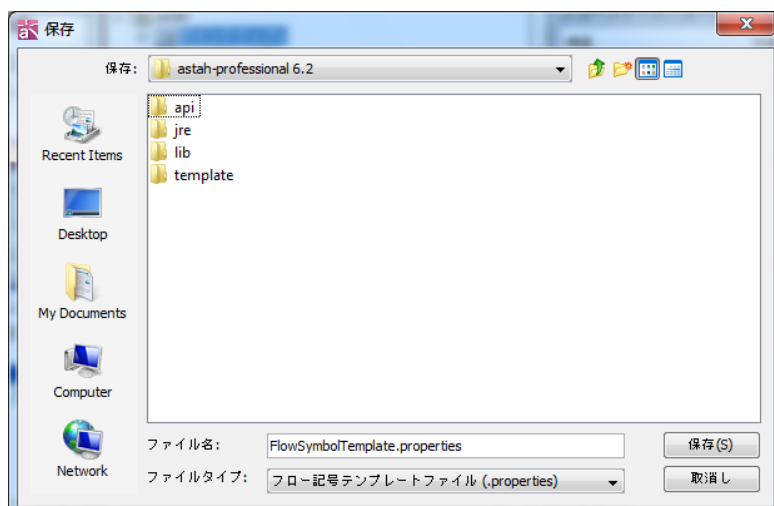 保存
保存:
astah-professional 6.2
api
jre
lib
template
Recent Items
Desktop
My Documents
Computer
Network
ファイル名:
FlowSymbolTemplate.properties
保存(S)
ファイルタイプ:
フロー記号テンプレートファイル (.properties)
取消し